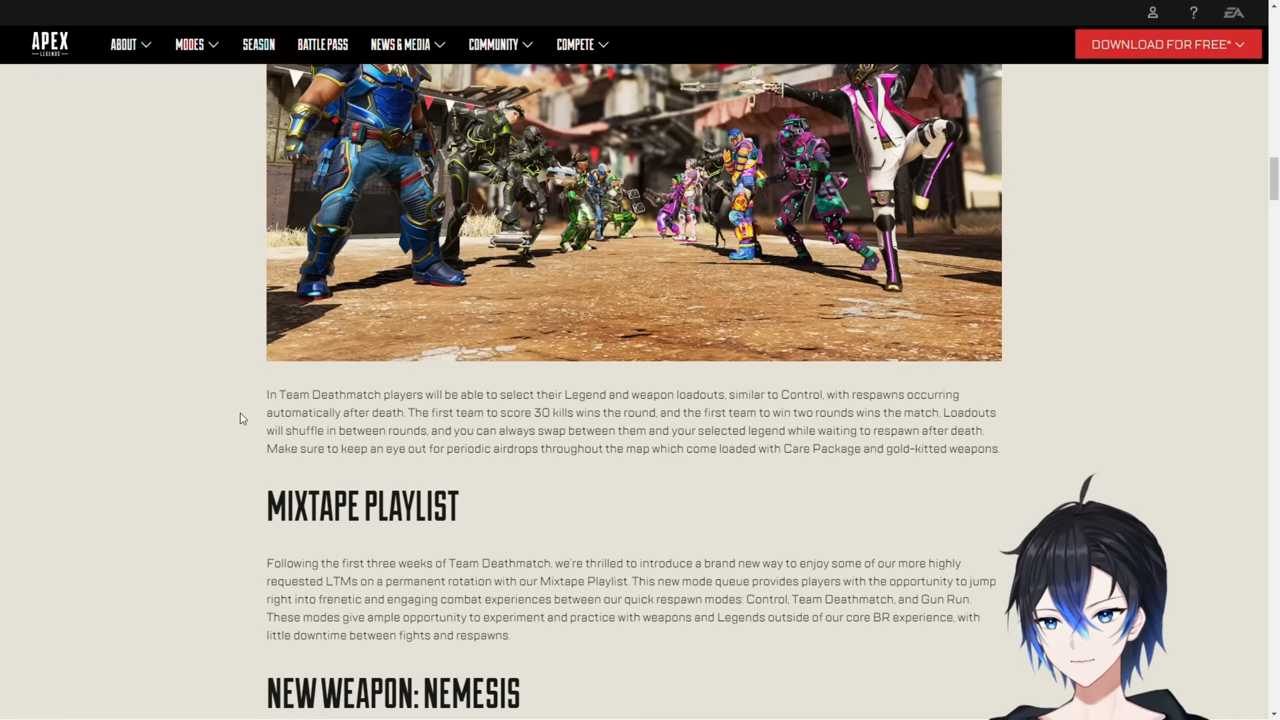 EA
APEX
LEGENDS
ABOUT
MODES
SEASON
BATTLE PASS
NEWS & MEDIA
COMMUNITY
COMPETE
DOWNLOAD FOR FREE*
In Team Deathmatch players will be able to select their Legend and weapon loadouts, similar to Control, with respawns occurring
automatically after death. The first team to score 30 kills wins the round, and the first team to win two rounds wins the match. Loadouts
will shuffle in between rounds, and you can always swap between them and your selected legend while waiting to respawn after death.
Make sure to keep an eye out for periodic airdrops throughout the map which come loaded with Care Package and gold-kitted weapons.
MIXTAPE PLAYLIST
Following the first three weeks of Team Deathmatch, we're thrilled to introduce a brand new way to enjoy some of our more highly
requested LTMs on a permanent rotation with our Mixtape Playlist. This new mode queue provides players with the opportunity to jump
right into frenetic and engaging combat experiences between our quick respawn modes: Control, Team Deathmatch, and Gun Run.
These modes give ample opportunity to experiment and practice with weapons and Legends outside of our core BR experience, with
little downtime between fights and respawns.
NEW WEAPON: NEMESIS